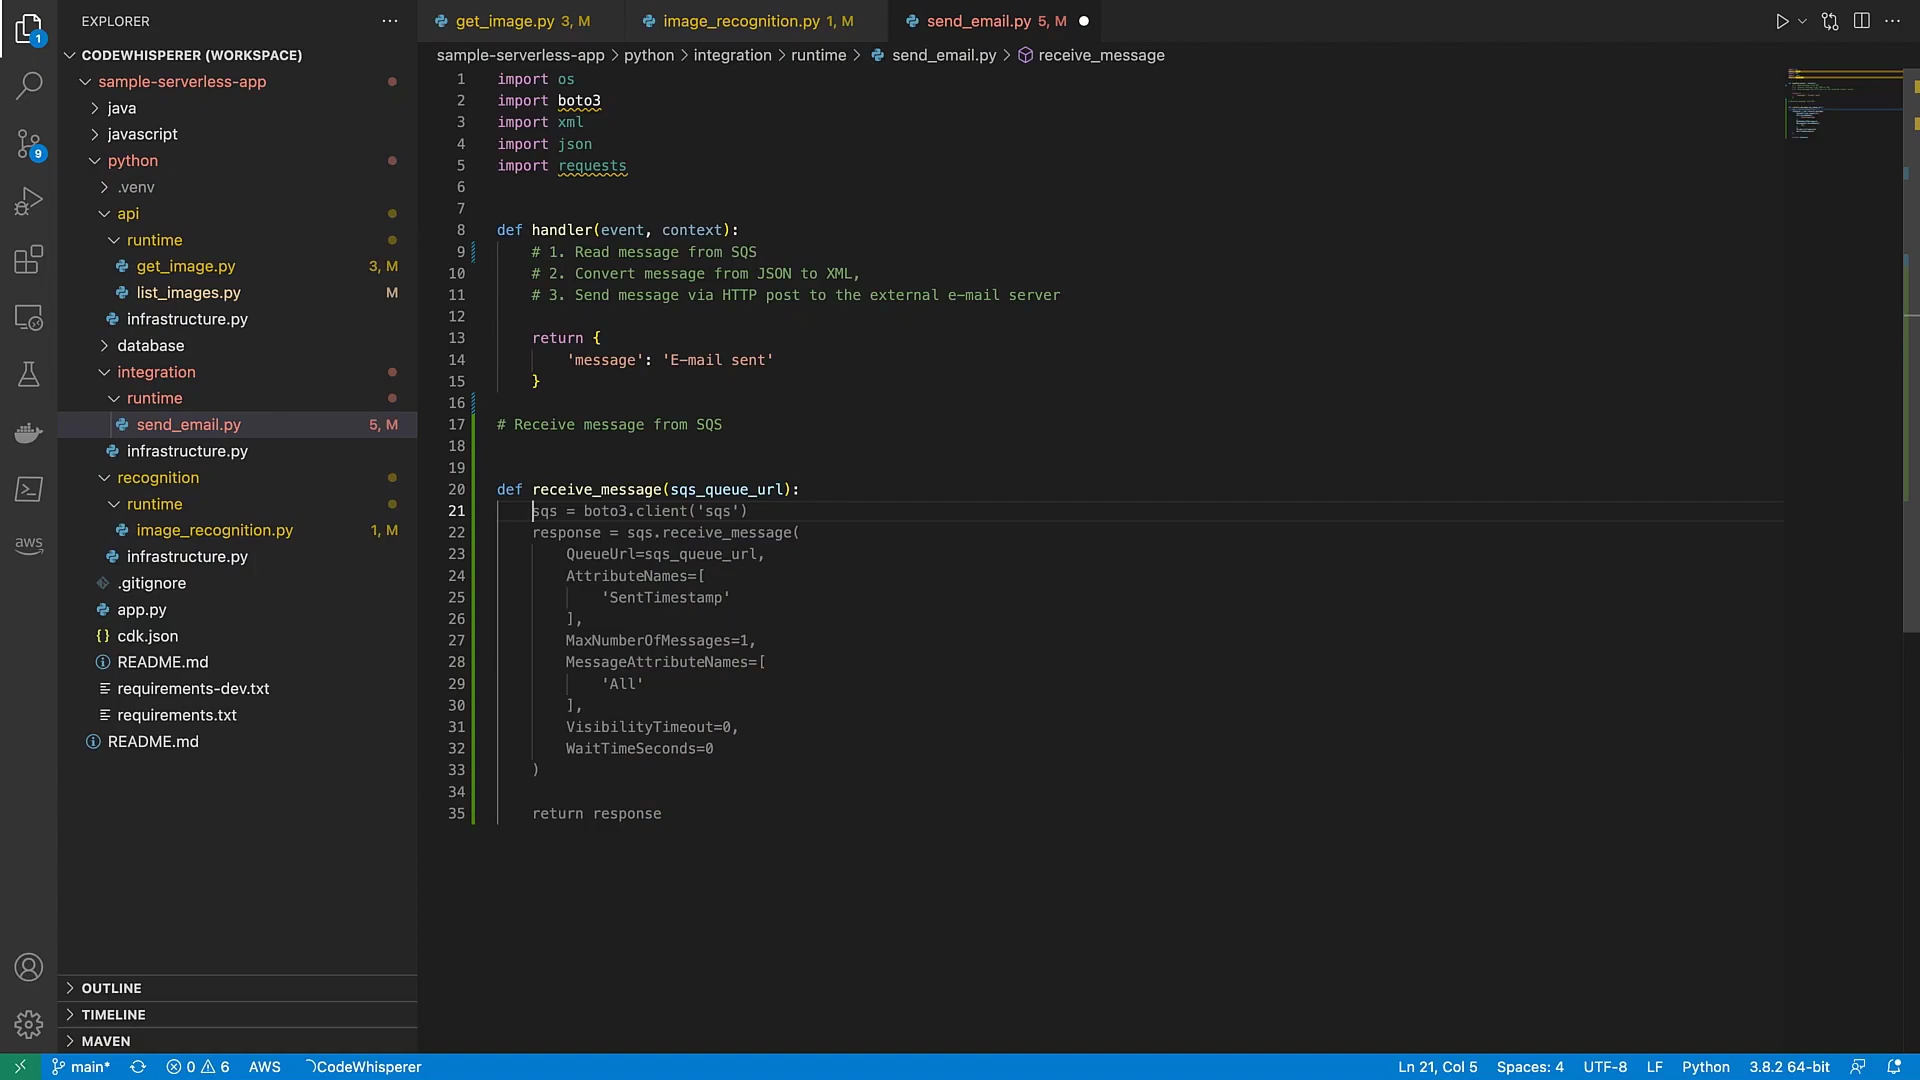 1
9
aws
EXPLORER ···
CODEWHISPERER (WORKSPACE)
sample-serverless-app
java
javascript
python
.venv
api
runtime
get_image.py 3, M
list_images.py M
infrastructure.py
database
integration
runtime
send_email.py 5, M
infrastructure.py
recognition
runtime
image_recognition.py 1, M
infrastructure.py
.gitignore
app.py
{} cdk.json
README.md
requirements-dev.txt
requirements.txt
README.md
OUTLINE
TIMELINE
MAVEN
get_image.py 3, M image_recognition.py 1, M send_email.py 5, M
sample-serverless-app > python > integration > runtime > send_email.py > receive_message
1 import os
2 import boto3
3 import xml
4 import json
5 import requests
6
7
8 def handler(event, context):
9 # 1. Read message from SQS
10 # 2. Convert message from JSON to XML,
11 # 3. Send message via HTTP post to the external e-mail server
12
13 return {
14 'message': 'E-mail sent'
15 }
16
17 # Receive message from SQS
18
19
20 def receive_message(sqs_queue_url):
21 sqs = boto3.client('sqs')
22 response = sqs.receive_message(
23 QueueUrl=sqs_queue_url,
24 AttributeNames=[
25 'SentTimestamp'
26 ],
27 MaxNumberOfMessages=1,
28 MessageAttributeNames=[
29 'All'
30 ],
31 VisibilityTimeout=0,
32 WaitTimeSeconds=0
33 )
34
35 return response
main* 0 6 AWS CodeWhisperer Ln 21, Col 5 Spaces: 4 UTF-8 LF Python 3.8.2 64-bit